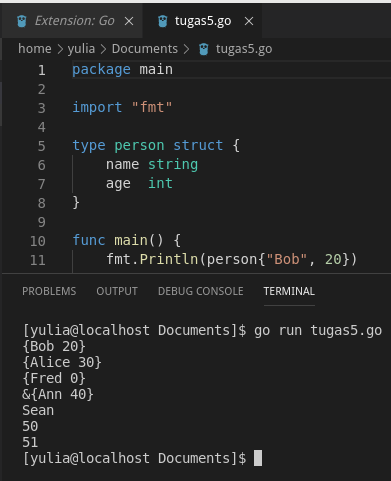 Extension: Go
tugas5.go
home > yulia > Documents > tugas5.go
1 package main
2
3 import "fmt"
4
5 type person struct {
6     name string
7     age  int
8 }
9
10 func main() {
11     fmt.Println(person{"Bob", 20})
PROBLEMS OUTPUT DEBUG CONSOLE TERMINAL
[yulia@localhost Documents]$ go run tugas5.go
{Bob 20}
{Alice 30}
{Fred 0}
&{Ann 40}
Sean
50
51
[yulia@localhost Documents]$